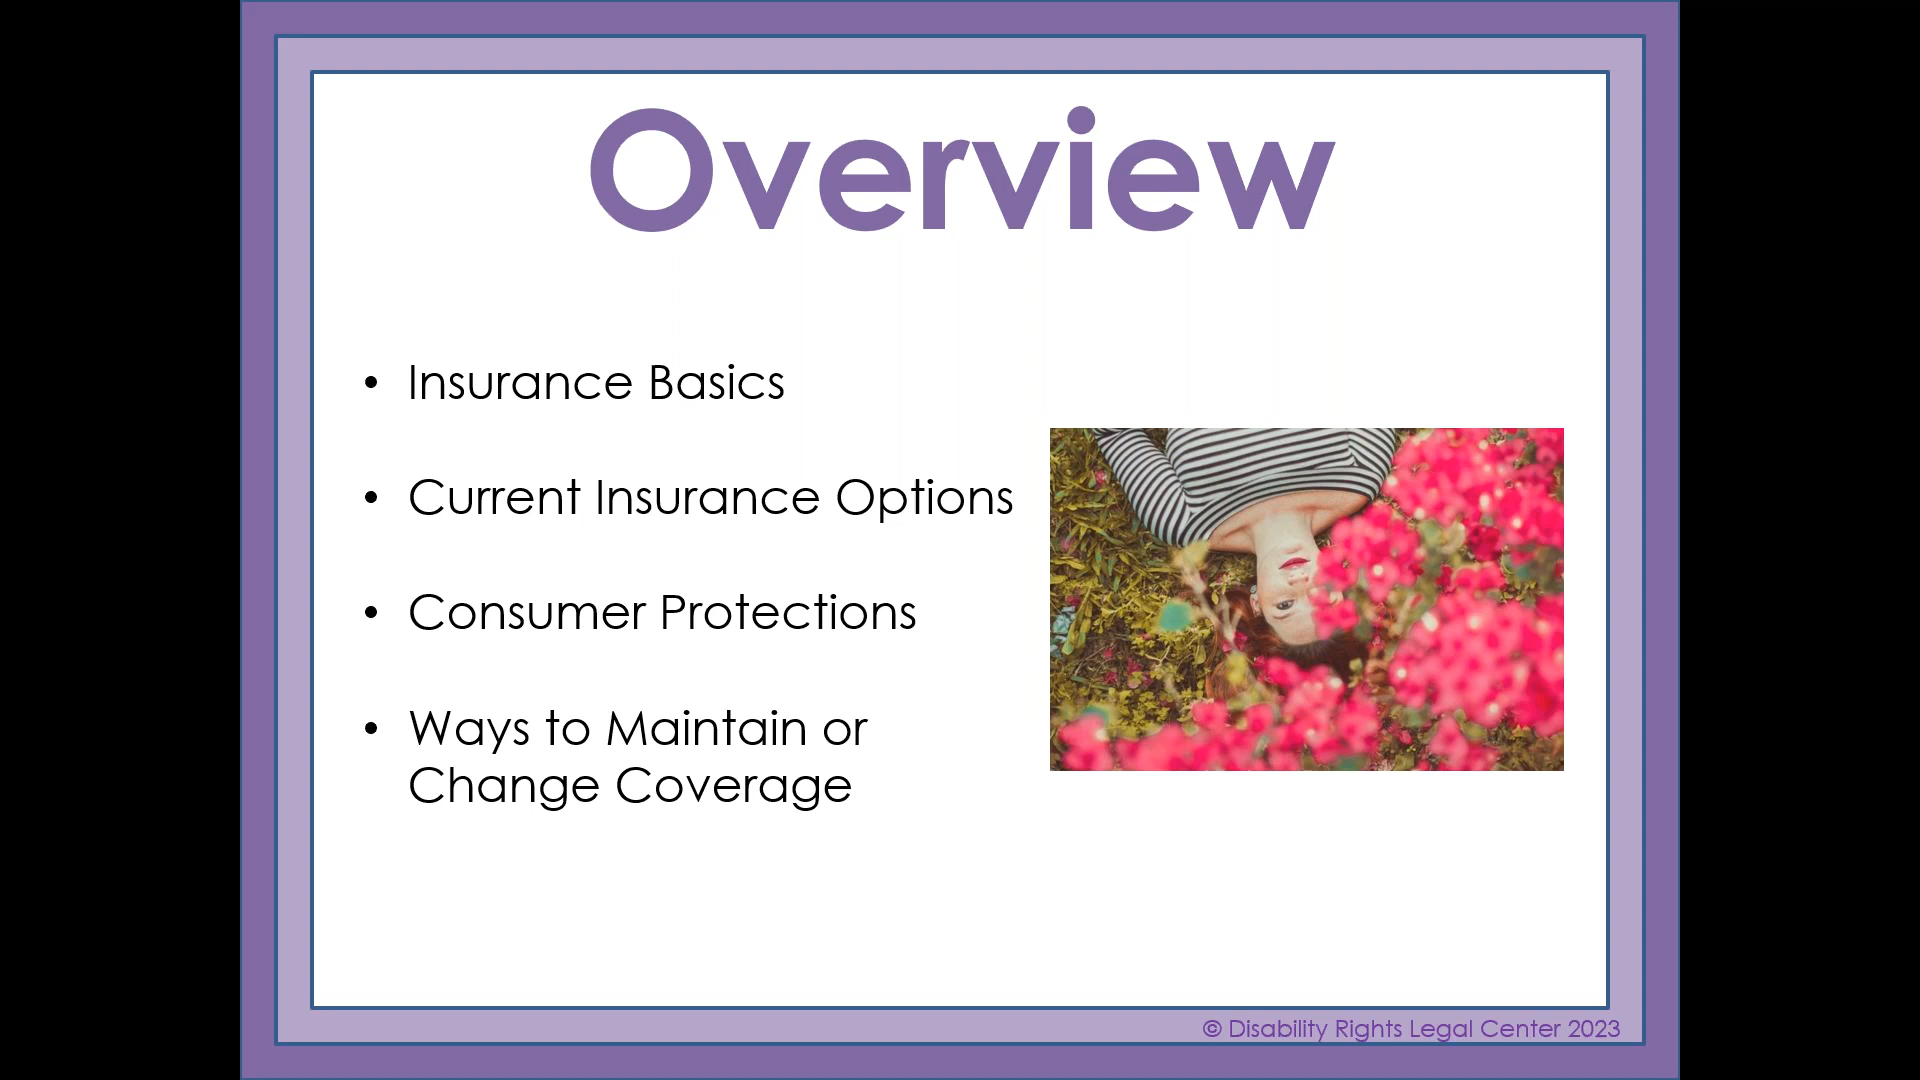 Overview
• Insurance Basics
• Current Insurance Options
• Consumer Protections
• Ways to Maintain or
Change Coverage
© Disability Rights Legal Center 2023